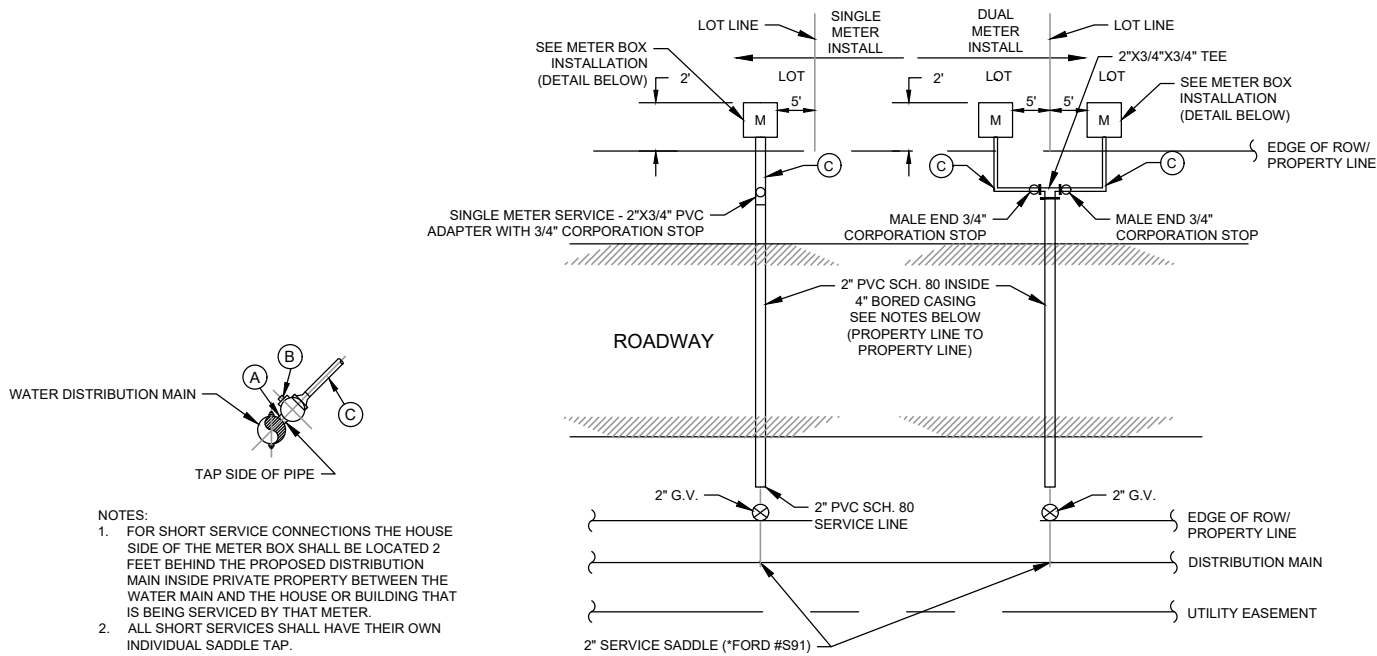 LOT LINE
SINGLE
METER
INSTALL
DUAL
METER
INSTALL
LOT LINE
SEE METER BOX
INSTALLATION
(DETAIL BELOW)
2'
LOT
5'
M
2'
LOT
LOT
5'
5'
M
M
2"X3/4"X3/4" TEE
SEE METER BOX
INSTALLATION
(DETAIL BELOW)
EDGE OF ROW/
PROPERTY LINE
C
C
C
SINGLE METER SERVICE - 2"X3/4" PVC
ADAPTER WITH 3/4" CORPORATION STOP
MALE END 3/4"
CORPORATION STOP
MALE END 3/4"
CORPORATION STOP
2" PVC SCH. 80 INSIDE
4" BORED CASING
SEE NOTES BELOW
(PROPERTY LINE TO
PROPERTY LINE)
ROADWAY
WATER DISTRIBUTION MAIN
A
B
C
TAP SIDE OF PIPE
2" G.V.
2" PVC SCH. 80
SERVICE LINE
2" G.V.
EDGE OF ROW/
PROPERTY LINE
DISTRIBUTION MAIN
UTILITY EASEMENT
2" SERVICE SADDLE (*FORD #S91)
NOTES:
1. FOR SHORT SERVICE CONNECTIONS THE HOUSE
SIDE OF THE METER BOX SHALL BE LOCATED 2
FEET BEHIND THE PROPOSED DISTRIBUTION
MAIN INSIDE PRIVATE PROPERTY BETWEEN THE
WATER MAIN AND THE HOUSE OR BUILDING THAT
IS BEING SERVICED BY THAT METER.
2. ALL SHORT SERVICES SHALL HAVE THEIR OWN
INDIVIDUAL SADDLE TAP.